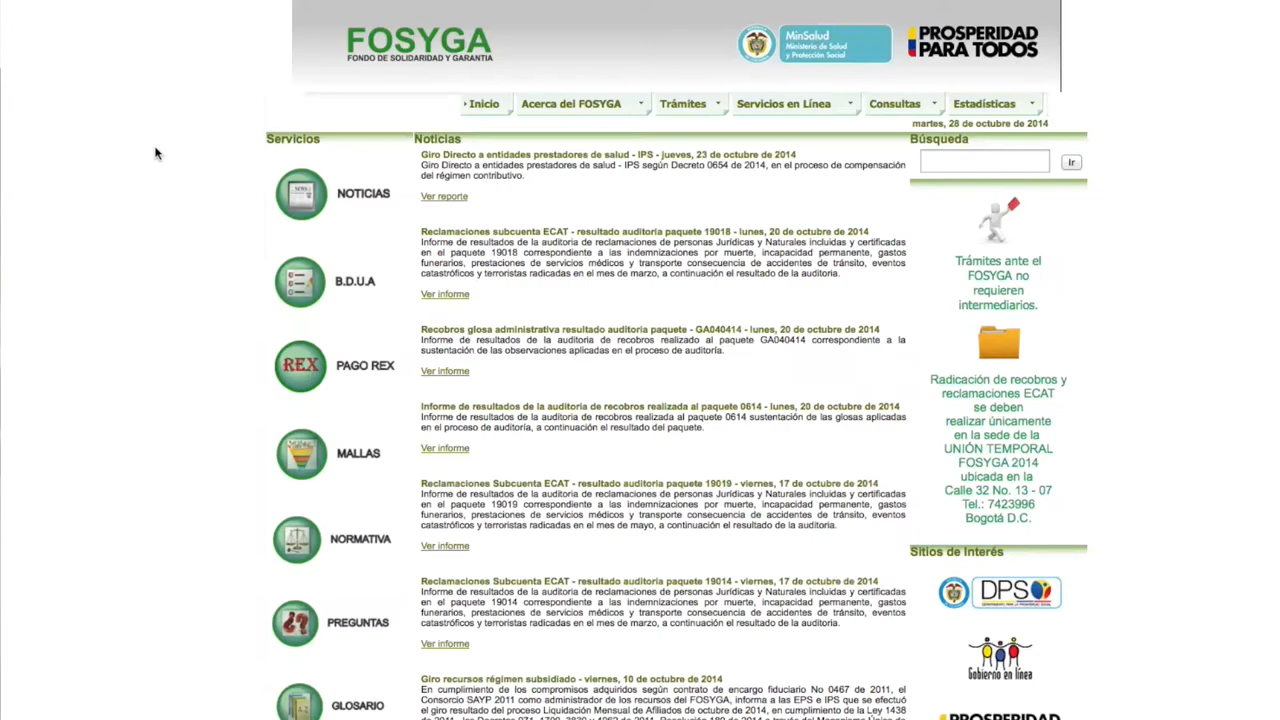 FOSYGA
FONDO DE SOLIDARIDAD Y GARANTIA
MinSalud
Ministerio de Salud
y Protección Social
PROSPERIDAD
PARA TODOS
Inicio
Acerca del FOSYGA
Trámites
Servicios en Línea
Consultas
Estadísticas
martes, 28 de octubre de 2014
Servicios
NOTICIAS
B.D.U.A
REX
PAGO REX
MALLAS
NORMATIVA
PREGUNTAS
GLOSARIO
Noticias
Giro Directo a entidades prestadores de salud - IPS - jueves, 23 de octubre de 2014
Giro Directo a entidades prestadores de salud - IPS según Decreto 0654 de 2014, en el proceso de compensación
del régimen contributivo.
Ver reporte
Reclamaciones subcuenta ECAT - resultado auditoria paquete 19018 - lunes, 20 de octubre de 2014
Informe de resultados de la auditoria de reclamaciones de personas Jurídicas y Naturales incluidas y certificadas
en el paquete 19018 correspondiente a las indemnizaciones por muerte, incapacidad permanente, gastos
funerarios, prestaciones de servicios médicos y transporte consecuencia de accidentes de tránsito, eventos
catastróficos y terroristas radicadas en el mes de marzo, a continuación el resultado de la auditoria.
Ver informe
Recobros glosa administrativa resultado auditoria paquete - GA040414 - lunes, 20 de octubre de 2014
Informe de resultados de la auditoria de recobros realizado al paquete GA040414 correspondiente a la
sustentación de las observaciones aplicadas en el proceso de auditoría.
Ver informe
Informe de resultados de la auditoria de recobros realizada al paquete 0614 - lunes, 20 de octubre de 2014
Informe de resultados de la auditoria de recobros realizado al paquete 0614 sustentación de las glosas aplicadas
en el proceso de auditoría, a continuación el resultado del paquete.
Ver informe
Reclamaciones Subcuenta ECAT - resultado auditoria paquete 19019 - viernes, 17 de octubre de 2014
Informe de resultados de la auditoria de reclamaciones de personas Jurídicas y Naturales incluidas y certificadas
en el paquete 19019 correspondiente a las indemnizaciones por muerte, incapacidad permanente, gastos
funerarios, prestaciones de servicios médicos y transporte consecuencia de accidentes de tránsito, eventos
catastróficos y terroristas radicadas en el mes de mayo, a continuación el resultado de la auditoria.
Ver informe
Reclamaciones Subcuenta ECAT - resultado auditoria paquete 19014 - viernes, 17 de octubre de 2014
Informe de resultados de la auditoria de reclamaciones de personas Jurídicas y Naturales incluidas y certificadas
en el paquete 19014 correspondiente a las indemnizaciones por muerte, incapacidad permanente, gastos
funerarios, prestaciones de servicios médicos y transporte consecuencia de accidentes de tránsito, eventos
catastróficos y terroristas radicadas en el mes de marzo, a continuación el resultado de la auditoria.
Ver informe
Giro recursos régimen subsidiado - viernes, 10 de octubre de 2014
En cumplimiento de los compromisos adquiridos según contrato de encargo fiduciario No 0467 de 2011, el
Consorcio SAYP 2011 como administrador de los recursos del FOSYGA, informa a las EPS e IPS que se efectuó
el giro del proceso Liquidación Mensual de Afiliados de octubre de 2014, en cumplimiento de la Ley 1438
Búsqueda
Ir
Trámites ante el
FOSYGA no
requieren
intermediarios.
Radicación de recobros y
reclamaciones ECAT
se deben
realizar únicamente
en la sede de la
UNIÓN TEMPORAL
FOSYGA 2014
ubicada en la
Calle 32 No. 13 - 07
Tel.: 7423996
Bogotá D.C.
Sitios de Interés
DPS
Gobierno en línea
PROSPERIDAD